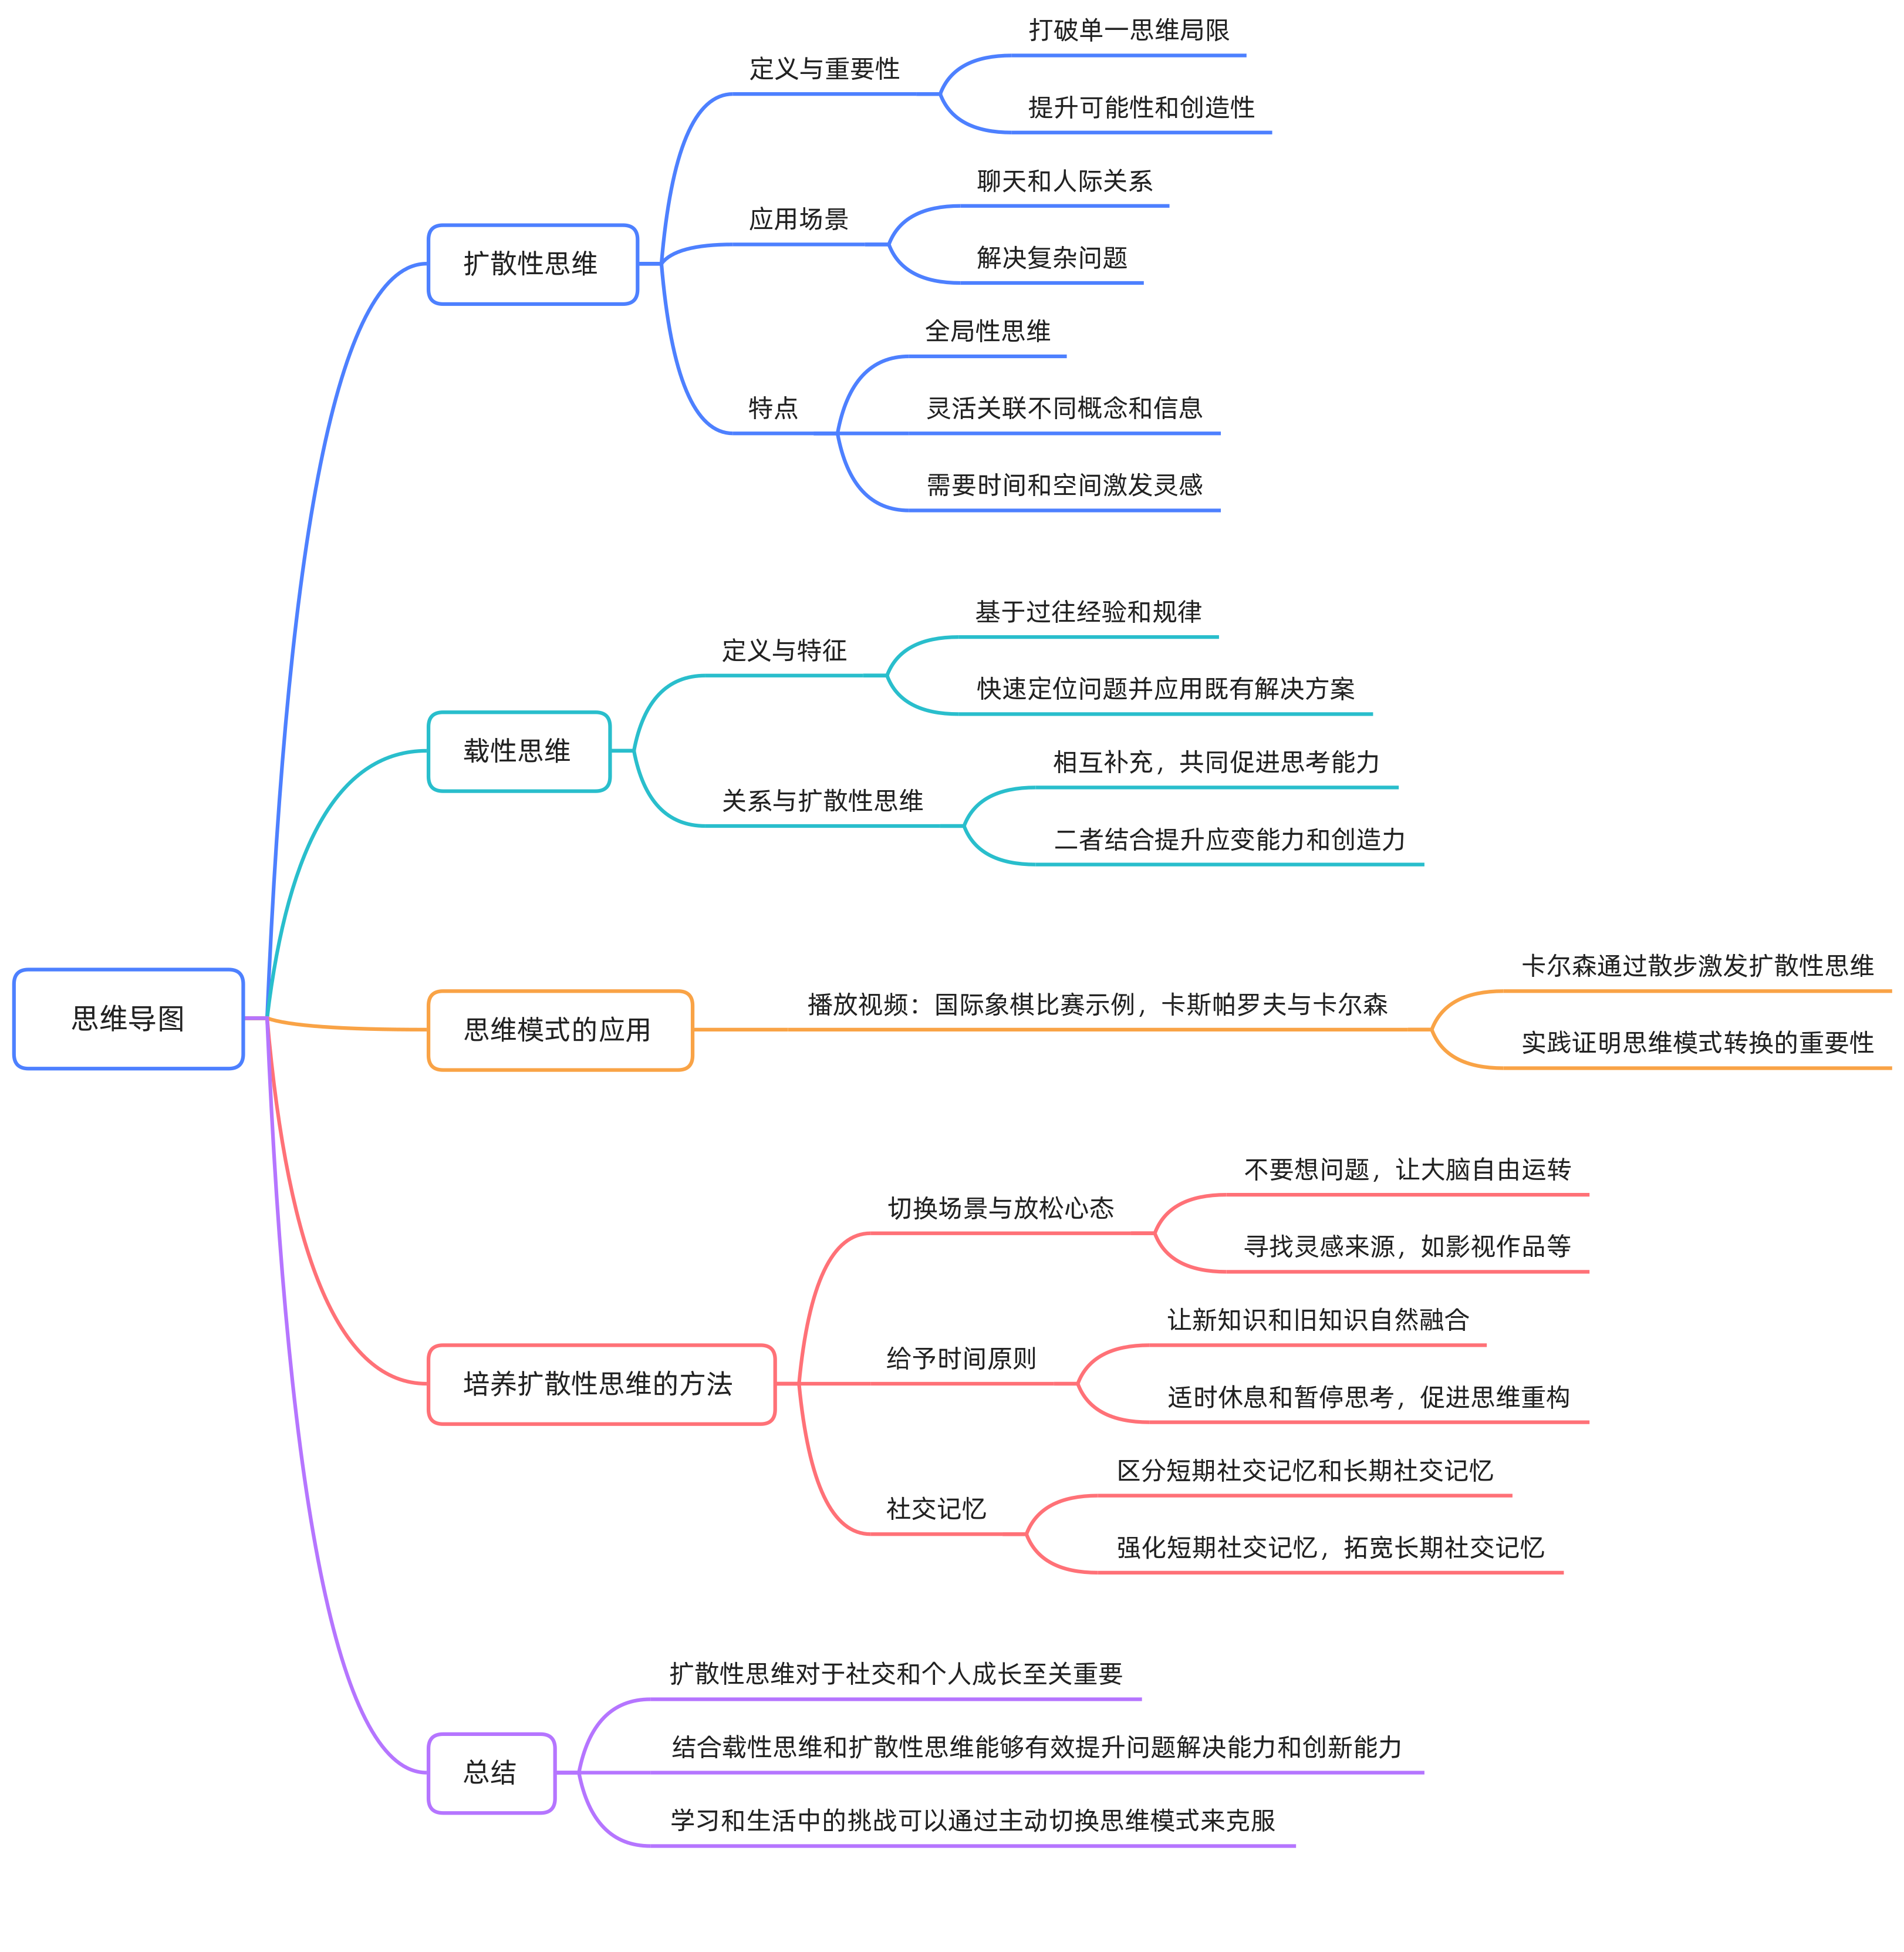 思维导图
扩散性思维
定义与重要性
打破单一思维局限
提升可能性和创造性
应用场景
聊天和人际关系
解决复杂问题
特点
全局性思维
灵活关联不同概念和信息
需要时间和空间激发灵感
载性思维
定义与特征
基于过往经验和规律
快速定位问题并应用既有解决方案
关系与扩散性思维
相互补充，共同促进思考能力
二者结合提升应变能力和创造力
思维模式的应用
播放视频：国际象棋比赛示例，卡斯帕罗夫与卡尔森
卡尔森通过散步激发扩散性思维
实践证明思维模式转换的重要性
培养扩散性思维的方法
切换场景与放松心态
不要想问题，让大脑自由运转
寻找灵感来源，如影视作品等
给予时间原则
让新知识和旧知识自然融合
适时休息和暂停思考，促进思维重构
社交记忆
区分短期社交记忆和长期社交记忆
强化短期社交记忆，拓宽长期社交记忆
总结
扩散性思维对于社交和个人成长至关重要
结合载性思维和扩散性思维能够有效提升问题解决能力和创新能力
学习和生活中的挑战可以通过主动切换思维模式来克服